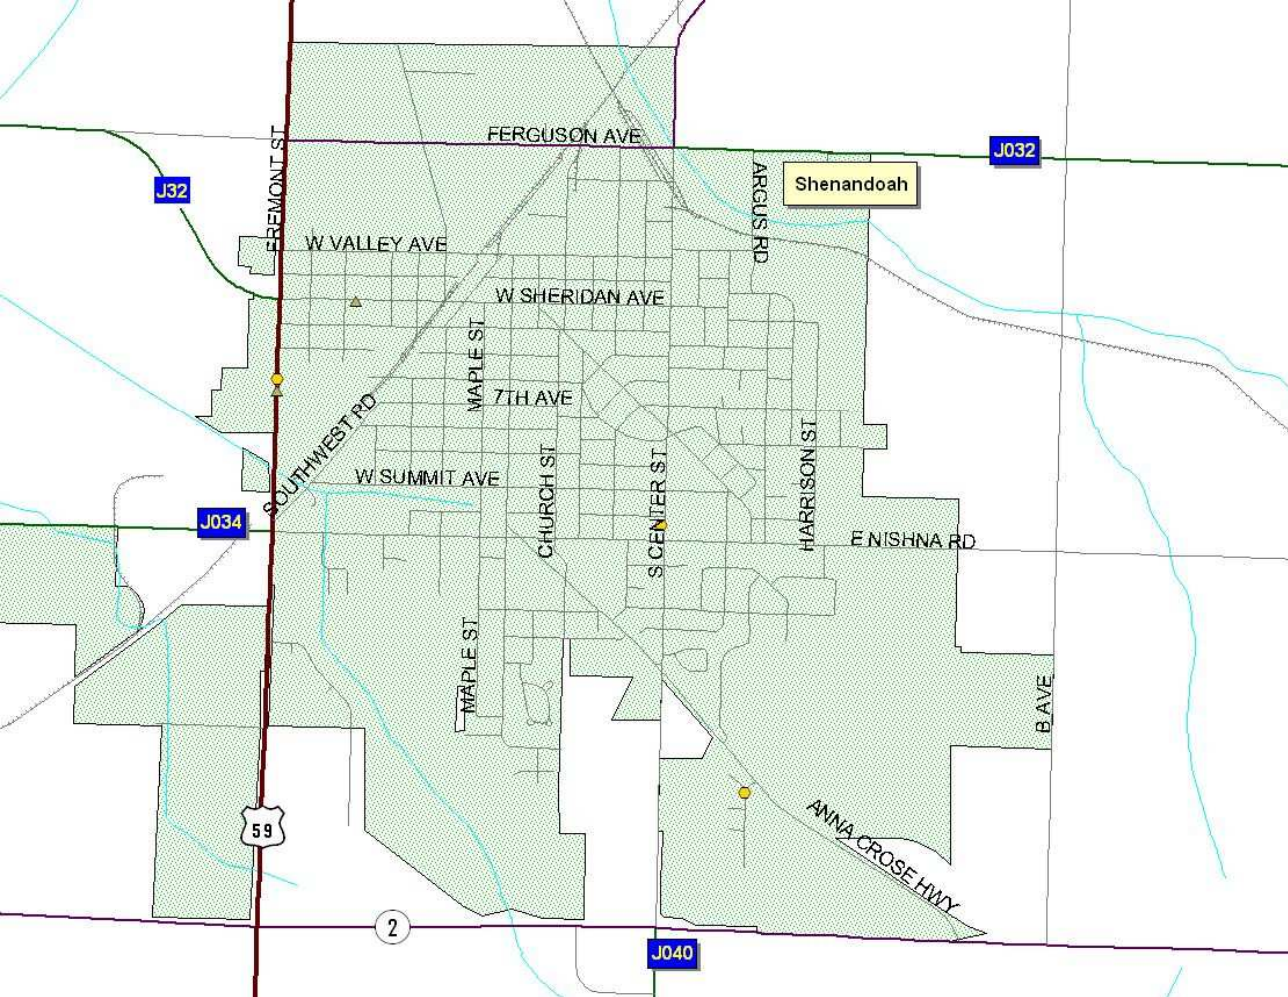 FERGUSON AVE
J032
FREMONT ST
ARGUS RD
Shenandoah
J32
W VALLEY AVE
W SHERIDAN AVE
MAPLE ST
7TH AVE
SOUTHWEST RD
W SUMMIT AVE
CHURCH ST
S CENTER ST
HARRISON ST
J034
E NISHNA RD
MAPLE ST
B AVE
59
ANNA CROSE HWY
2
J040